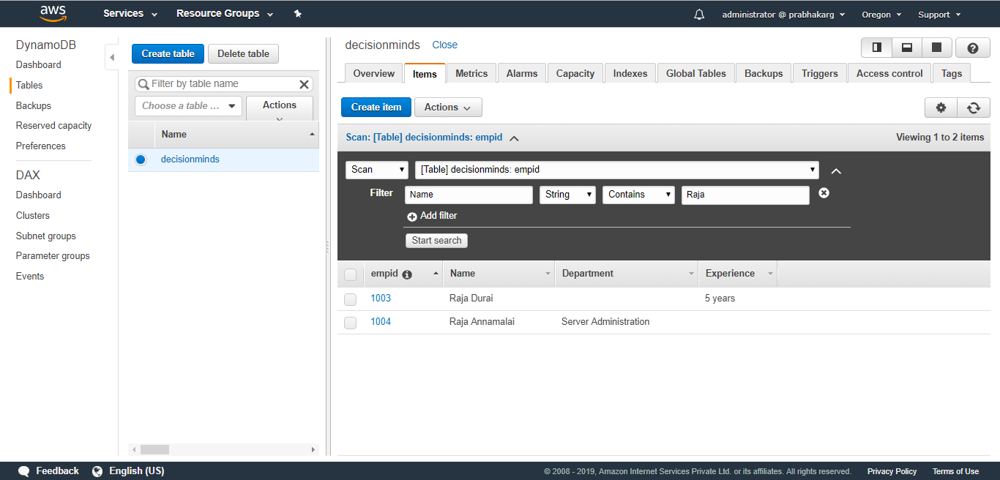 aws Services Resource Groups administrator @ prabhakarg Oregon Support
DynamoDB
Dashboard
Tables
Backups
Reserved capacity
Preferences
DAX
Dashboard
Clusters
Subnet groups
Parameter groups
Events
Create table Delete table
Filter by table name
Choose a table ... Actions
Name
decisionminds
decisionminds Close
Overview Items Metrics Alarms Capacity Indexes Global Tables Backups Triggers Access control Tags
Create item Actions
Scan: [Table] decisionminds: empid Viewing 1 to 2 items
Scan [Table] decisionminds: empid
Filter Name String Contains Raja
Add filter
Start search
empid Name Department Experience
1003 Raja Durai 5 years
1004 Raja Annamalai Server Administration
Feedback English (US) © 2008 - 2019, Amazon Internet Services Private Ltd. or its affiliates. All rights reserved. Privacy Policy Terms of Use